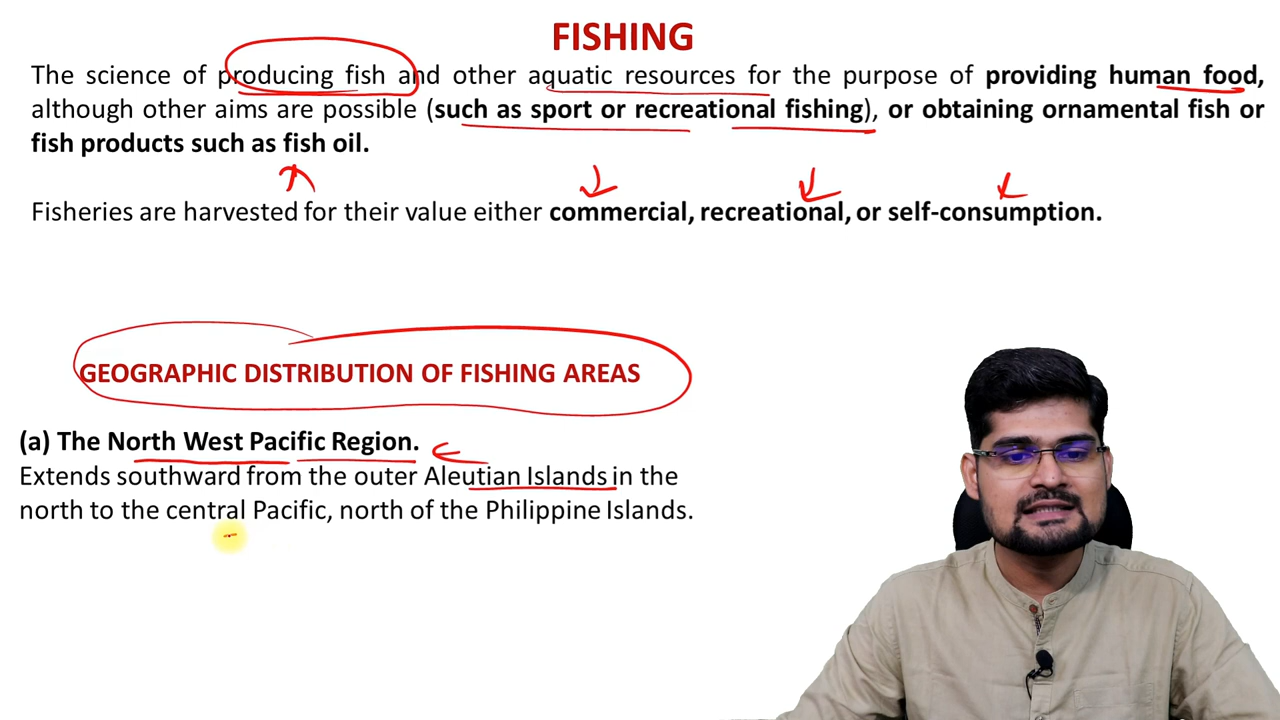 FISHING
The science of producing fish and other aquatic resources for the purpose of providing human food,
although other aims are possible (such as sport or recreational fishing), or obtaining ornamental fish or
fish products such as fish oil.
Fisheries are harvested for their value either commercial, recreational, or self-consumption.
GEOGRAPHIC DISTRIBUTION OF FISHING AREAS
(a) The North West Pacific Region.
Extends southward from the outer Aleutian Islands in the
north to the central Pacific, north of the Philippine Islands.